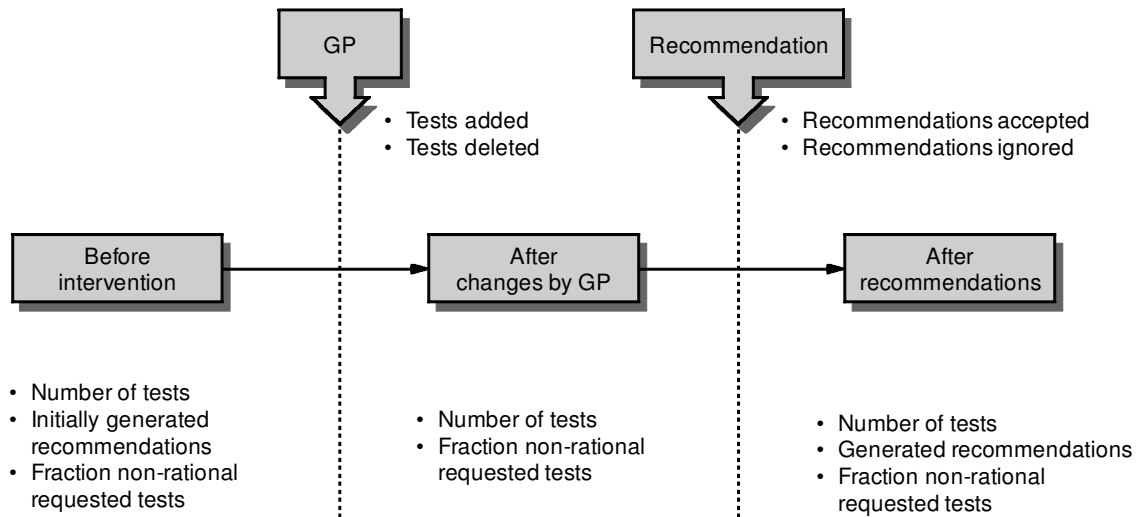 GP
Recommendation
• Tests added
• Tests deleted
• Recommendations accepted
• Recommendations ignored
Before
intervention
After
changes by GP
After
recommendations
• Number of tests
• Initially generated
recommendations
• Fraction non-rational
requested tests
• Number of tests
• Fraction non-rational
requested tests
• Number of tests
• Generated recommendations
• Fraction non-rational
requested tests